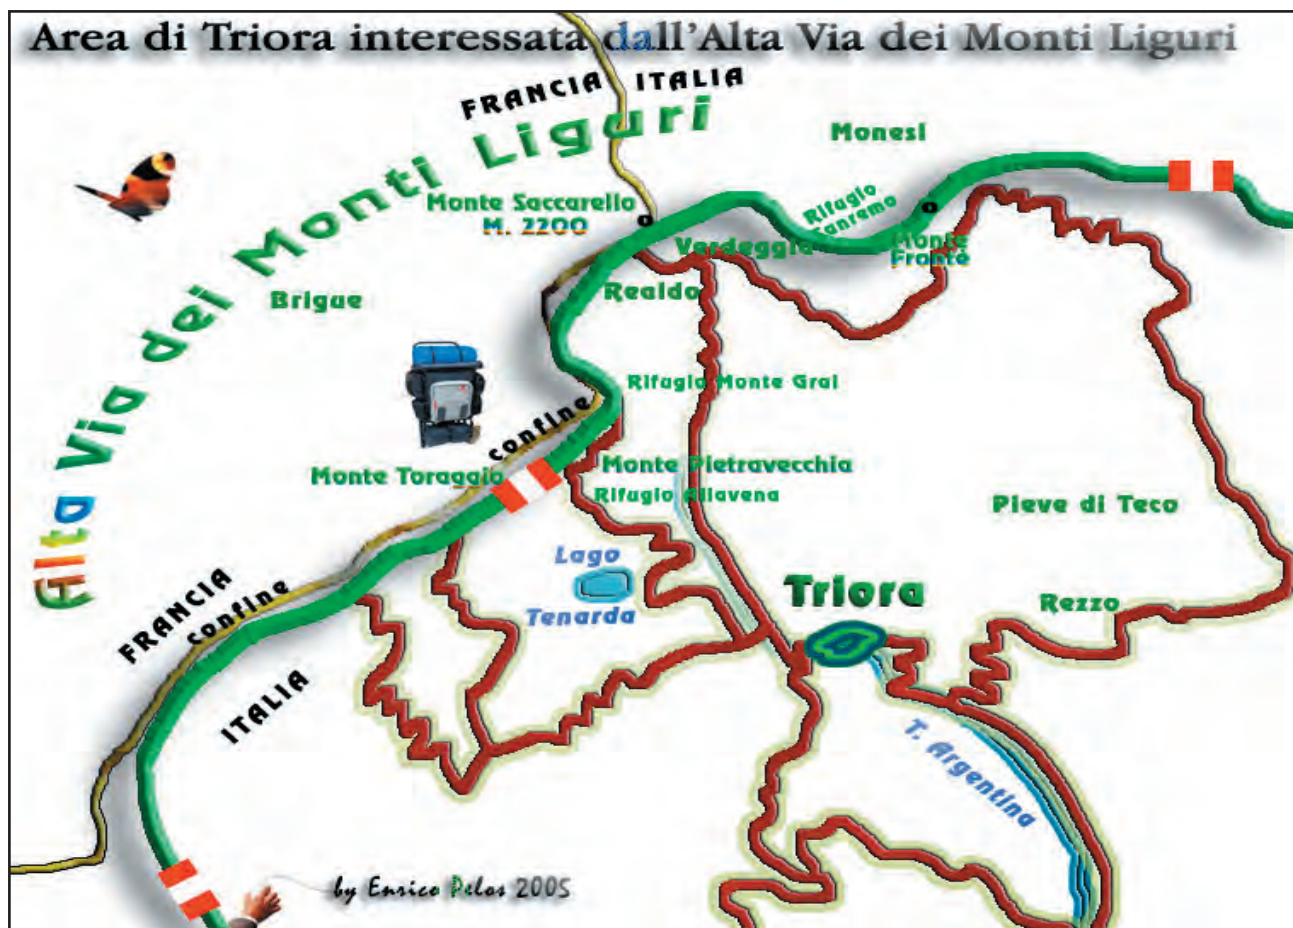 Area di Triora interessata dall'Alta Via dei Monti Liguri
FRANCIA ITALIA
Alta Via dei Monti Liguri
Monesi
Monte Saccarello
M. 2200
Rifugio
Sanremo
Verdeggia
Monte
Fronte
Realdo
Brigue
Rifugio Monte Grai
confine
Monte Toraggio
Monte Pietravecchia
Rifugio Allavena
Pieve di Teco
Lago
Tenarda
Triora
Rezzo
FRANCIA
confine
ITALIA
T. Argentina
by Enrico Pelos 2005